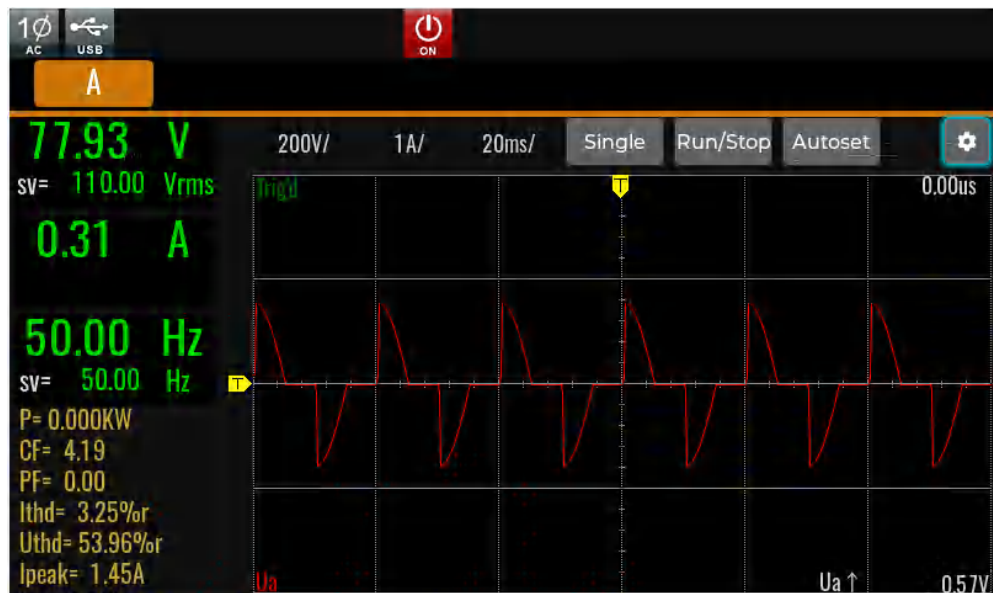 1Ø
AC
USB
ON
A
77.93 V
sv= 110.00 Vrms
0.31 A
50.00 Hz
sv= 50.00 Hz
P= 0.000KW
CF= 4.19
PF= 0.00
Ithd= 3.25%r
Uthd= 53.96%r
Ipeak= 1.45A
200V/ 1A/ 20ms/ Single Run/Stop Autoset
Trig'd T 0.00us
T
Ua Ua ↑ 0.57V